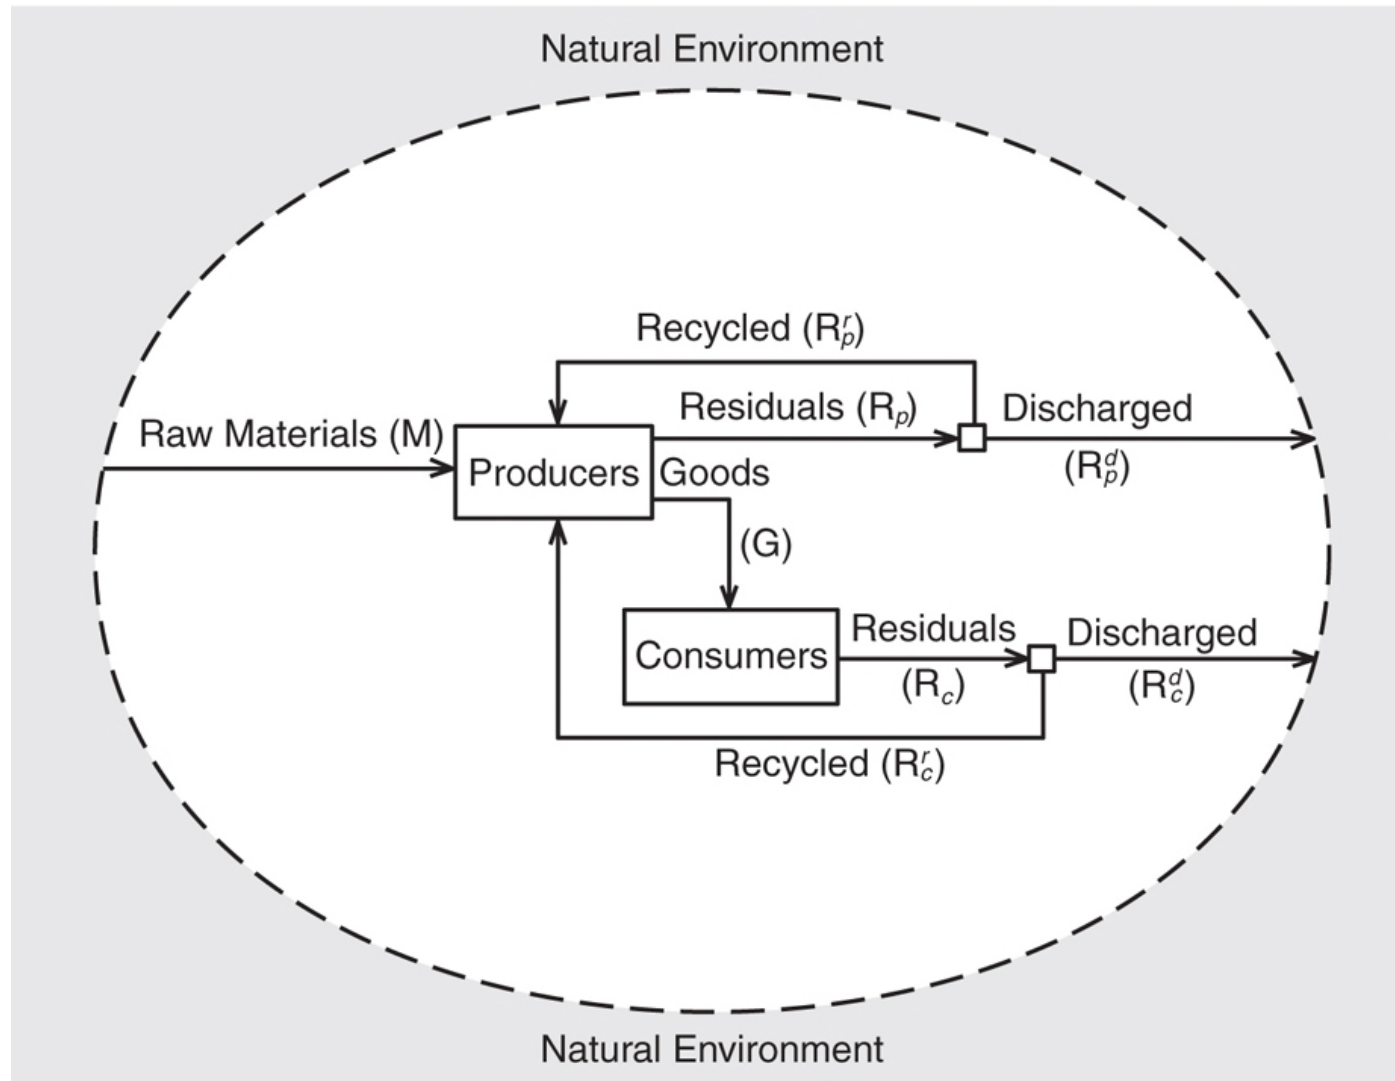 Natural Environment
Recycled (R_p^r)
Residuals (R_p)
Discharged
(R_p^d)
Raw Materials (M)
Producers
Goods
(G)
Consumers
Residuals
(R_c)
Discharged
(R_c^d)
Recycled (R_c^r)
Natural Environment